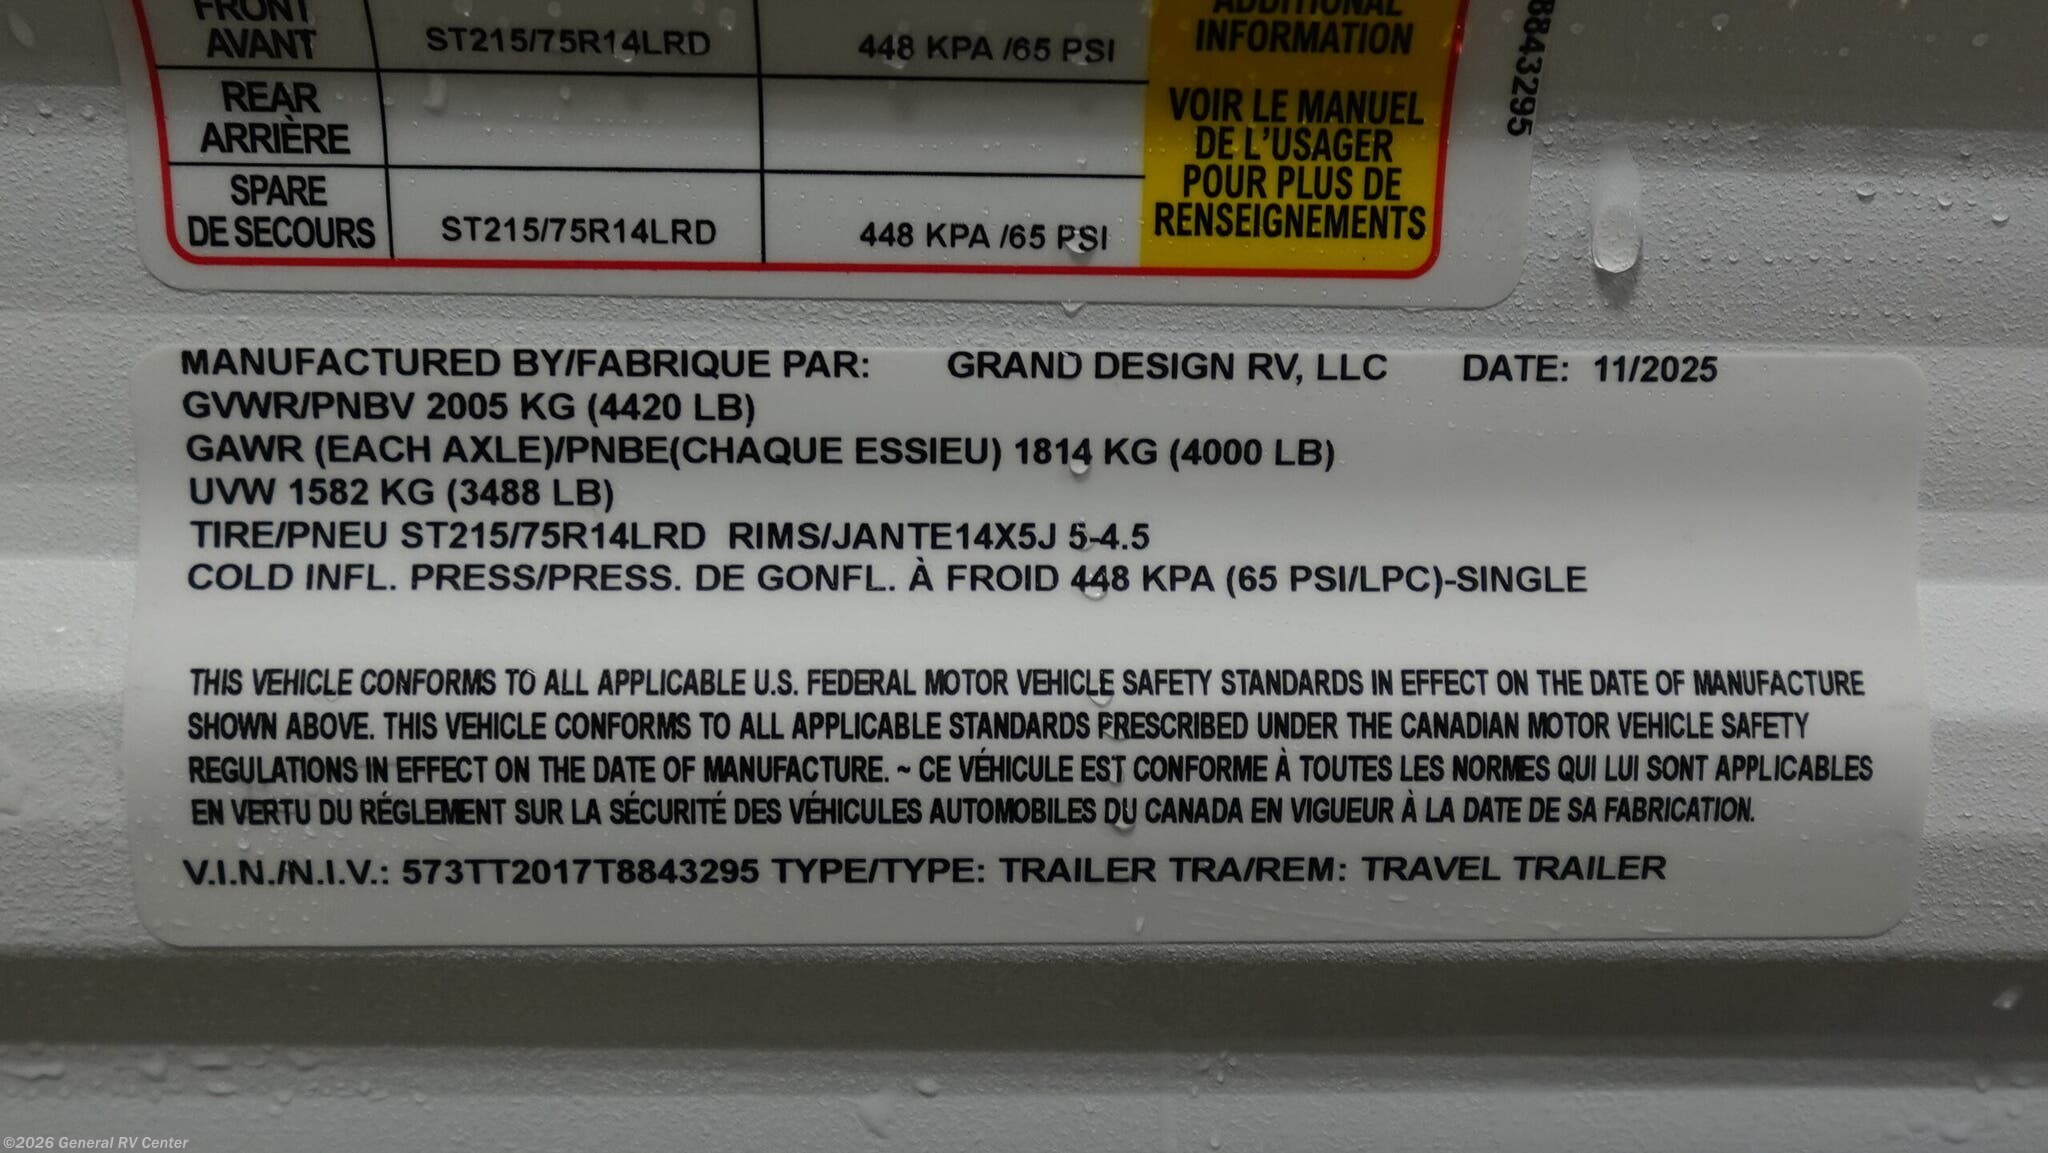 FRONT
AVANT
ST215/75R14LRD
448 KPA /65 PSI
REAR
ARRIÈRE
SPARE
DE SECOURS
ST215/75R14LRD
448 KPA /65 PSI
ADDITIONAL
INFORMATION
VOIR LE MANUEL
DE L'USAGER
POUR PLUS DE
RENSEIGNEMENTS
8843295
MANUFACTURED BY/FABRIQUE PAR: GRAND DESIGN RV, LLC DATE: 11/2025
GVWR/PNBV 2005 KG (4420 LB)
GAWR (EACH AXLE)/PNBE(CHAQUE ESSIEU) 1814 KG (4000 LB)
UVW 1582 KG (3488 LB)
TIRE/PNEU ST215/75R14LRD RIMS/JANTE14X5J 5-4.5
COLD INFL. PRESS/PRESS. DE GONFL. À FROID 448 KPA (65 PSI/LPC)-SINGLE
THIS VEHICLE CONFORMS TO ALL APPLICABLE U.S. FEDERAL MOTOR VEHICLE SAFETY STANDARDS IN EFFECT ON THE DATE OF MANUFACTURE
SHOWN ABOVE. THIS VEHICLE CONFORMS TO ALL APPLICABLE STANDARDS PRESCRIBED UNDER THE CANADIAN MOTOR VEHICLE SAFETY
REGULATIONS IN EFFECT ON THE DATE OF MANUFACTURE. ~ CE VÉHICULE EST CONFORME À TOUTES LES NORMES QUI LUI SONT APPLICABLES
EN VERTU DU RÉGLEMENT SUR LA SÉCURITÉ DES VÉHICULES AUTOMOBILES DU CANADA EN VIGUEUR À LA DATE DE SA FABRICATION.
V.I.N./N.I.V.: 573TT2017T8843295 TYPE/TYPE: TRAILER TRA/REM: TRAVEL TRAILER
©2026 General RV Center